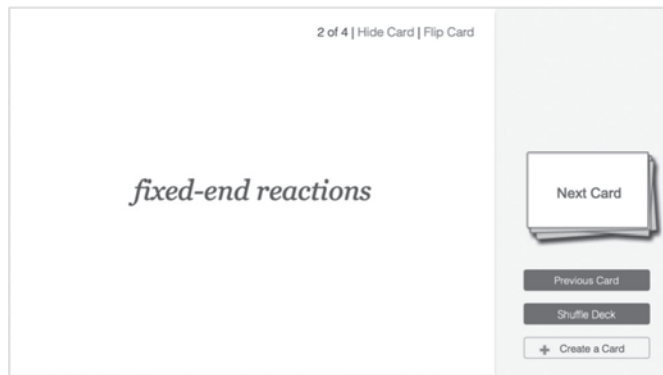 2 of 4 | Hide Card | Flip Card
fixed-end reactions
Next Card
Previous Card
Shuffle Deck
+ Create a Card